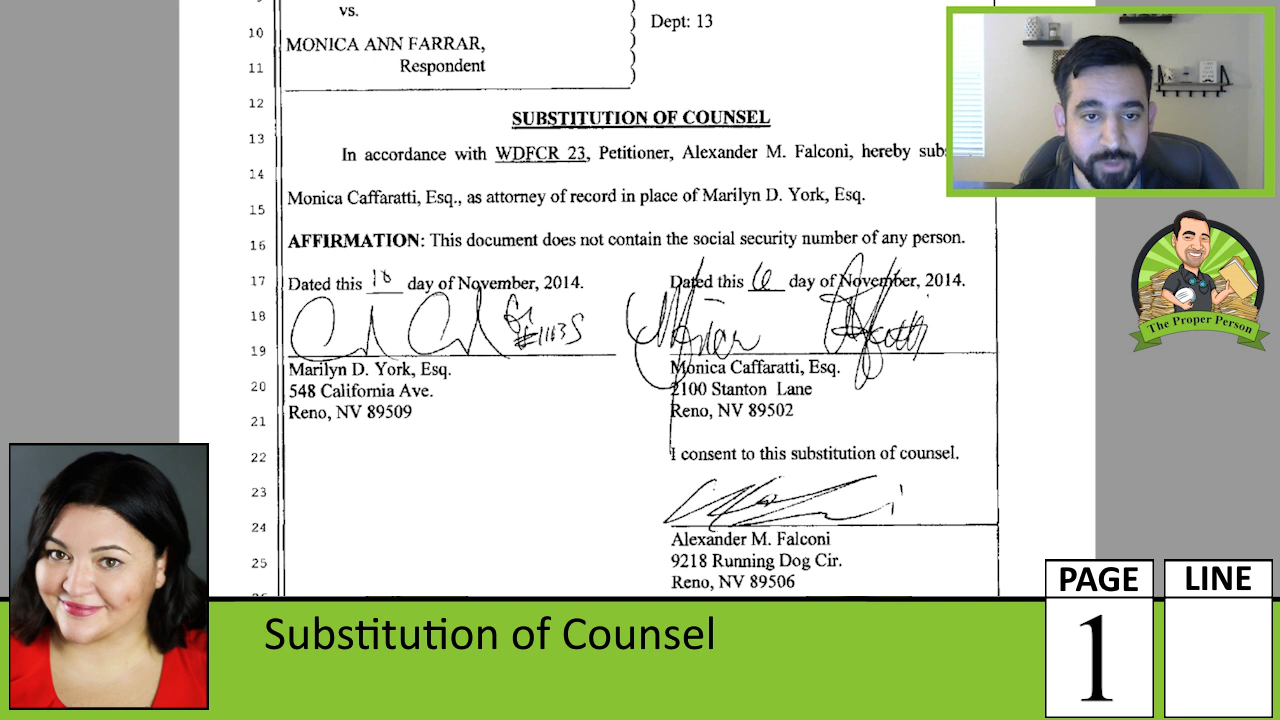 9
vs.
10
Dept: 13
MONICA ANN FARRAR,
11
Respondent
12
SUBSTITUTION OF COUNSEL
13
In accordance with WDFCR 23, Petitioner, Alexander M. Falconi, hereby
14
Monica Caffaratti, Esq., as attorney of record in place of Marilyn D. York, Esq.
15
16
AFFIRMATION: This document does not contain the social security number of any person.
17
Dated this 18 day of November, 2014.
Dated this 6 day of November, 2014.
18
19
Marilyn D. York, Esq.
Monica Caffaratti, Esq.
20
548 California Ave.
2100 Stanton Lane
Reno, NV 89509
Reno, NV 89502
21
22
I consent to this substitution of counsel.
23
24
Alexander M. Falconi
25
9218 Running Dog Cir.
Reno, NV 89506
The Proper Person
Substitution of Counsel
PAGE
LINE
1